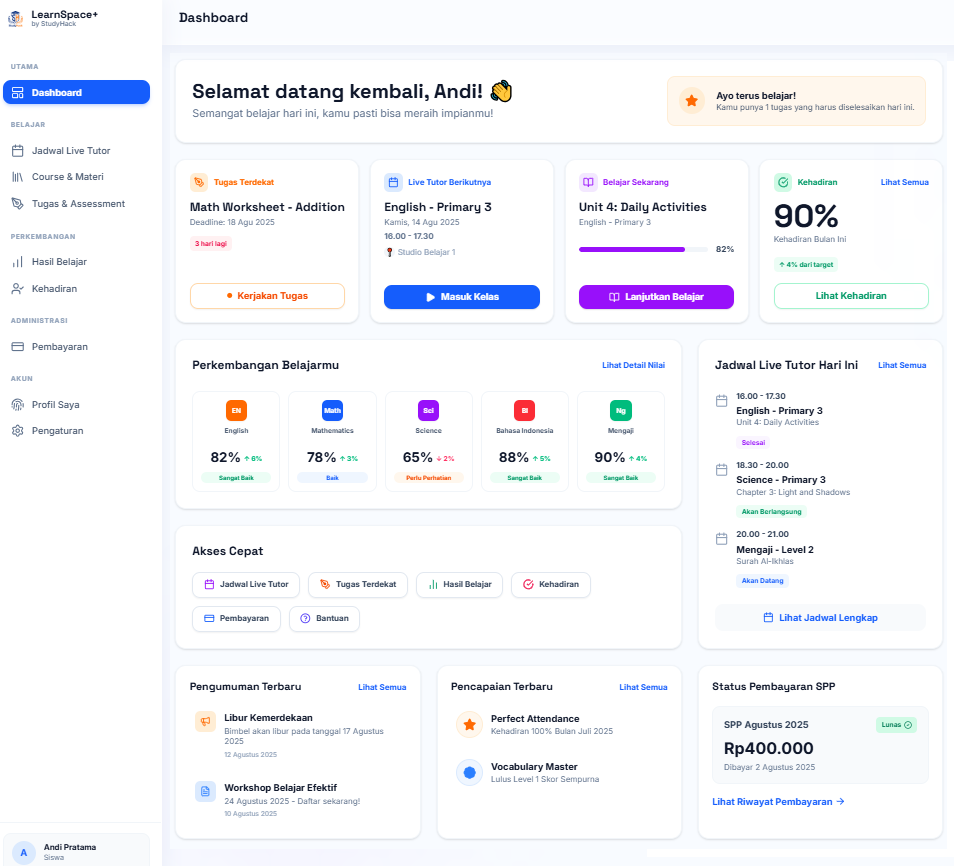 LearnSpace+
by StudyHack
UTAMA
Dashboard
BELAJAR
Jadwal Live Tutor
Course & Materi
Tugas & Assessment
PERKEMBANGAN
Hasil Belajar
Kehadiran
ADMINISTRASI
Pembayaran
AKUN
Profil Saya
Pengaturan
A
Andi Pratama
Siswa
Dashboard
Selamat datang kembali, Andi! 👋
Semangat belajar hari ini, kamu pasti bisa meraih impianmu!
Ayo terus belajar!
Kamu punya 1 tugas yang harus diselesaikan hari ini.
Tugas Terdekat
Math Worksheet - Addition
Deadline: 18 Agu 2025
3 hari lagi
Kerjakan Tugas
Live Tutor Berikutnya
English - Primary 3
Kamis, 14 Agu 2025
16.00 - 17.30
Studio Belajar 1
Masuk Kelas
Belajar Sekarang
Unit 4: Daily Activities
English - Primary 3
82%
Lanjutkan Belajar
Kehadiran
Lihat Semua
90%
Kehadiran Bulan Ini
↑ 4% dari target
Lihat Kehadiran
Perkembangan Belajarmu
Lihat Detail Nilai
EN
English
82% ↑ 6%
Sangat Baik
Math
Mathematics
78% ↑ 3%
Baik
Sci
Science
65% ↓ 2%
Perlu Perhatian
BI
Bahasa Indonesia
88% ↑ 5%
Sangat Baik
Ng
Mengaji
90% ↑ 4%
Sangat Baik
Akses Cepat
Jadwal Live Tutor
Tugas Terdekat
Hasil Belajar
Kehadiran
Pembayaran
Bantuan
Jadwal Live Tutor Hari Ini
Lihat Semua
16.00 - 17.30
English - Primary 3
Unit 4: Daily Activities
Selesai
18.30 - 20.00
Science - Primary 3
Chapter 3: Light and Shadows
Akan Berlangsung
20.00 - 21.00
Mengaji - Level 2
Surah Al-Ikhlas
Akan Datang
Lihat Jadwal Lengkap
Pengumuman Terbaru
Lihat Semua
Libur Kemerdekaan
Bimbel akan libur pada tanggal 17 Agustus
2025
12 Agustus 2025
Workshop Belajar Efektif
24 Agustus 2025 - Daftar sekarang!
10 Agustus 2025
Pencapaian Terbaru
Lihat Semua
Perfect Attendance
Kehadiran 100% Bulan Juli 2025
Vocabulary Master
Lulus Level 1 Skor Sempurna
Status Pembayaran SPP
SPP Agustus 2025
Lunas
Rp400.000
Dibayar 2 Agustus 2025
Lihat Riwayat Pembayaran →